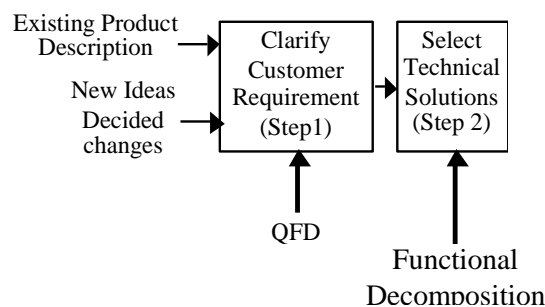 Existing Product
Description
New Ideas
Decided
changes
Clarify
Customer
Requirement
(Step1)
Select
Technical
Solutions
(Step 2)
QFD
Functional
Decomposition